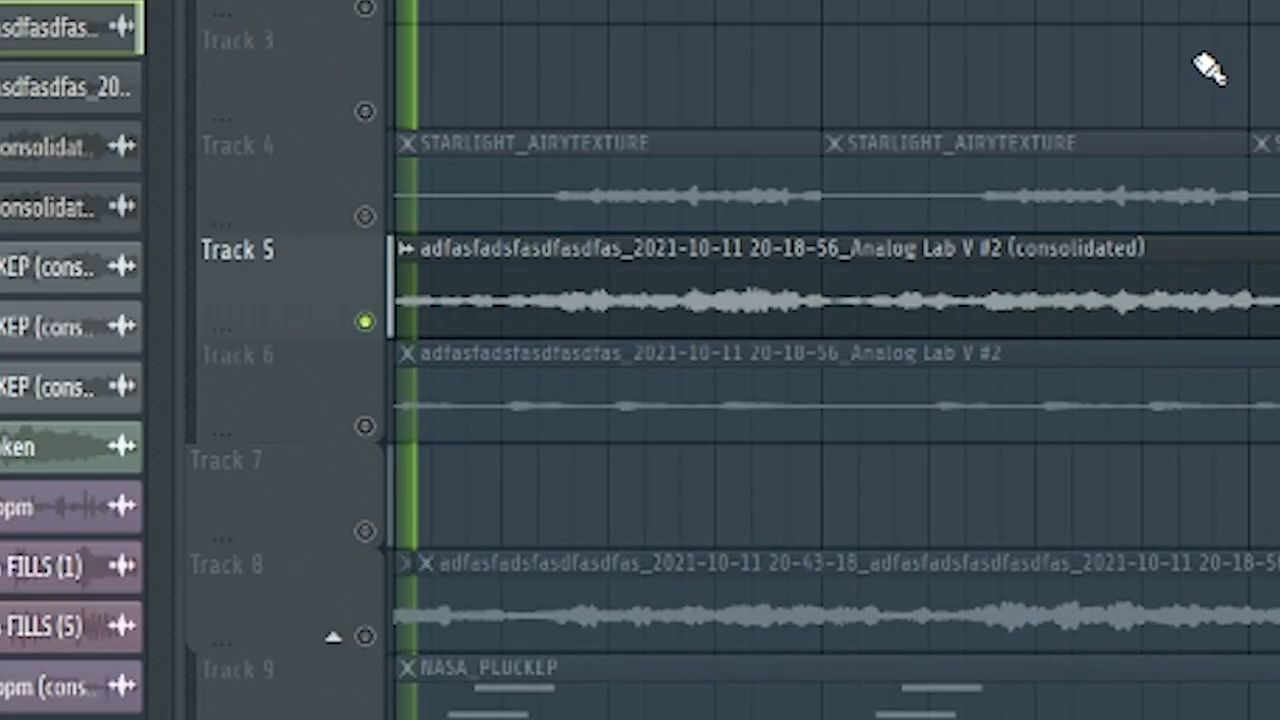 sdfasdfas..
sdfasdfas_20..
onsolidat..
onsolidat..
KEP (cons..
KEP (cons..
KEP (cons..
ken
opm
FILLS (1)
FILLS (5)
opm (cons..
Track 3
Track 4
STARLIGHT_AIRYTEXTURE
STARLIGHT_AIRYTEXTURE
Track 5
adfasfadsfasdfasdfas_2021-10-11 20-18-56_Analog Lab V #2 (consolidated)
Track 6
adfasfadsfasdfasdfas_2021-10-11 20-18-56_Analog Lab V #2
Track 7
Track 8
adfasfadsfasdfasdfas_2021-10-11 20-43-18_adfasfadsfasdfasdfas_2021-10-11 20-18-5
Track 9
NASA_PLUCKEP